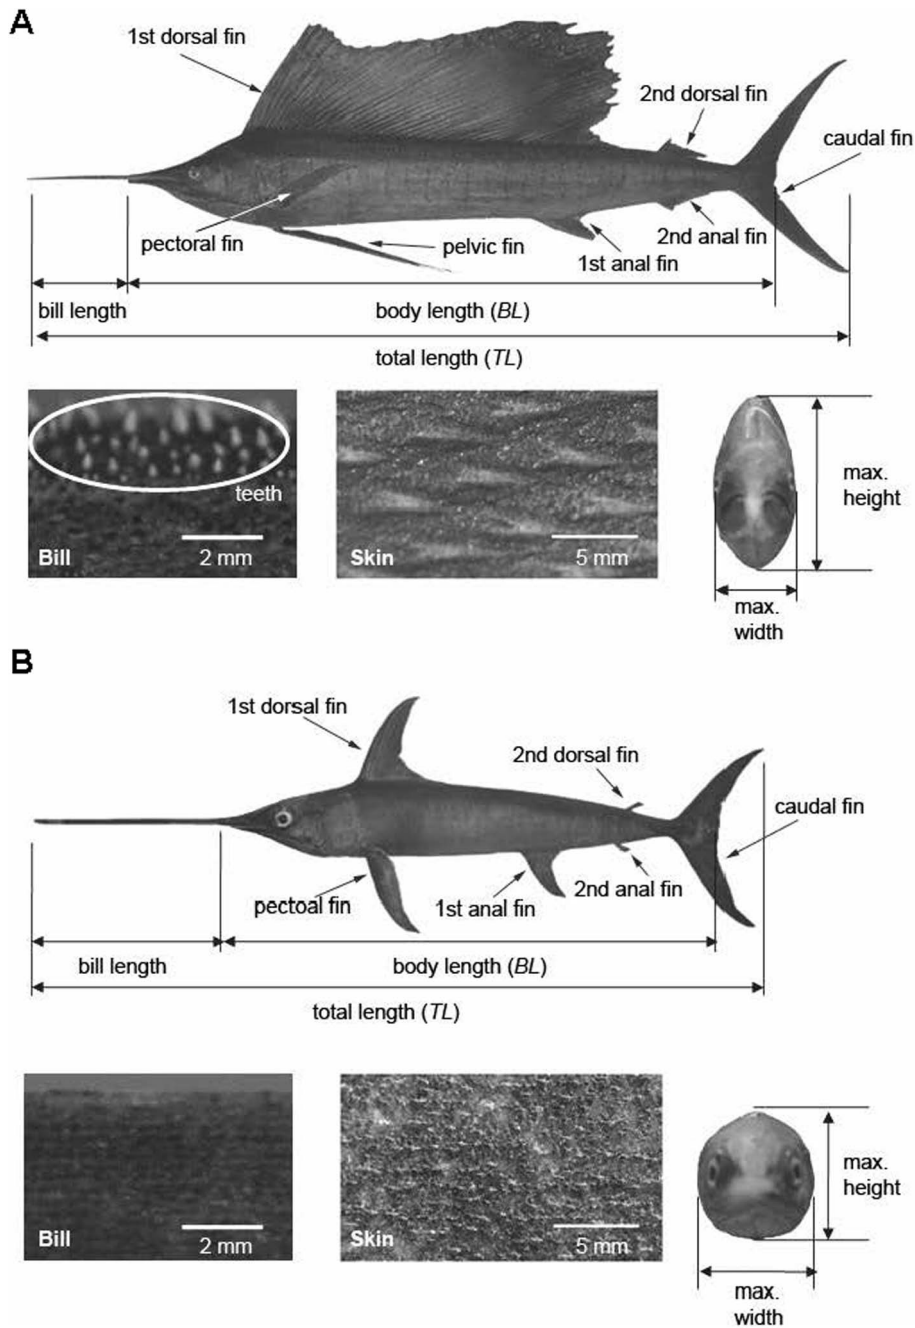 A
1st dorsal fin
2nd dorsal fin
caudal fin
pectoral fin
pelvic fin
2nd anal fin
1st anal fin
bill length
body length (BL)
total length (TL)
teeth
Bill
2 mm
Skin
5 mm
max.
height
max.
width
B
1st dorsal fin
2nd dorsal fin
caudal fin
pectoal fin
1st anal fin
2nd anal fin
bill length
body length (BL)
total length (TL)
Bill
2 mm
Skin
5 mm
max.
height
max.
width